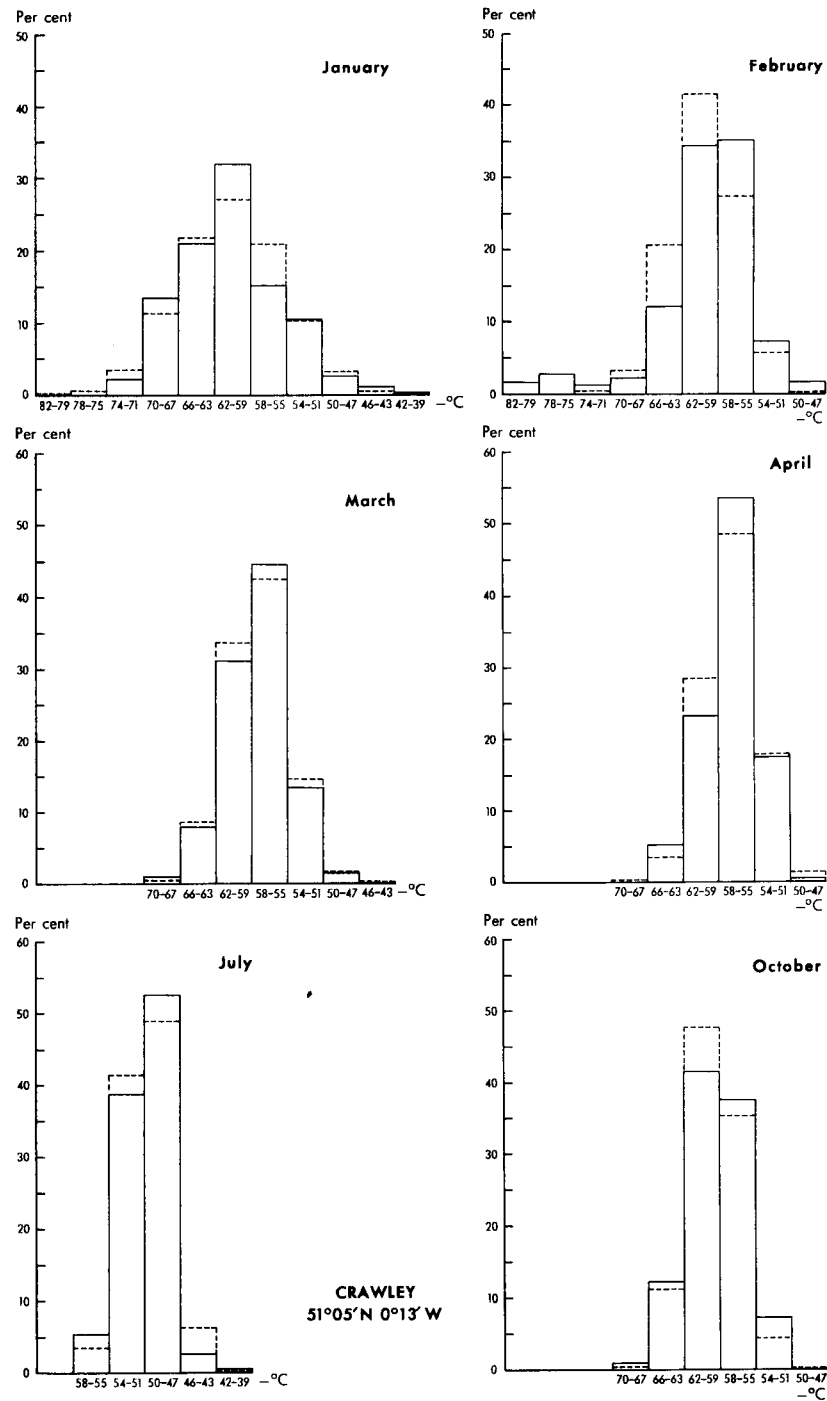 Per cent
50
40
30
20
10
0
January
82–79 78–75 74–71 70–67 66–63 62–59 58–55 54–51 50–47 46–43 42–39 –°C
Per cent
50
40
30
20
10
0
February
82–79 78–75 74–71 70–67 66–63 62–59 58–55 54–51 50–47
–°C
Per cent
60
50
40
30
20
10
0
March
70–67 66–63 62–59 58–55 54–51 50–47 46–43 –°C
Per cent
60
50
40
30
20
10
0
April
70–67 66–63 62–59 58–55 54–51 50–47
–°C
Per cent
60
50
40
30
20
10
0
July
58–55 54–51 50–47 46–43 42–39 –°C
CRAWLEY
51°05′N 0°13′W
Per cent
60
50
40
30
20
10
0
October
70–67 66–63 62–59 58–55 54–51 50–47
–°C